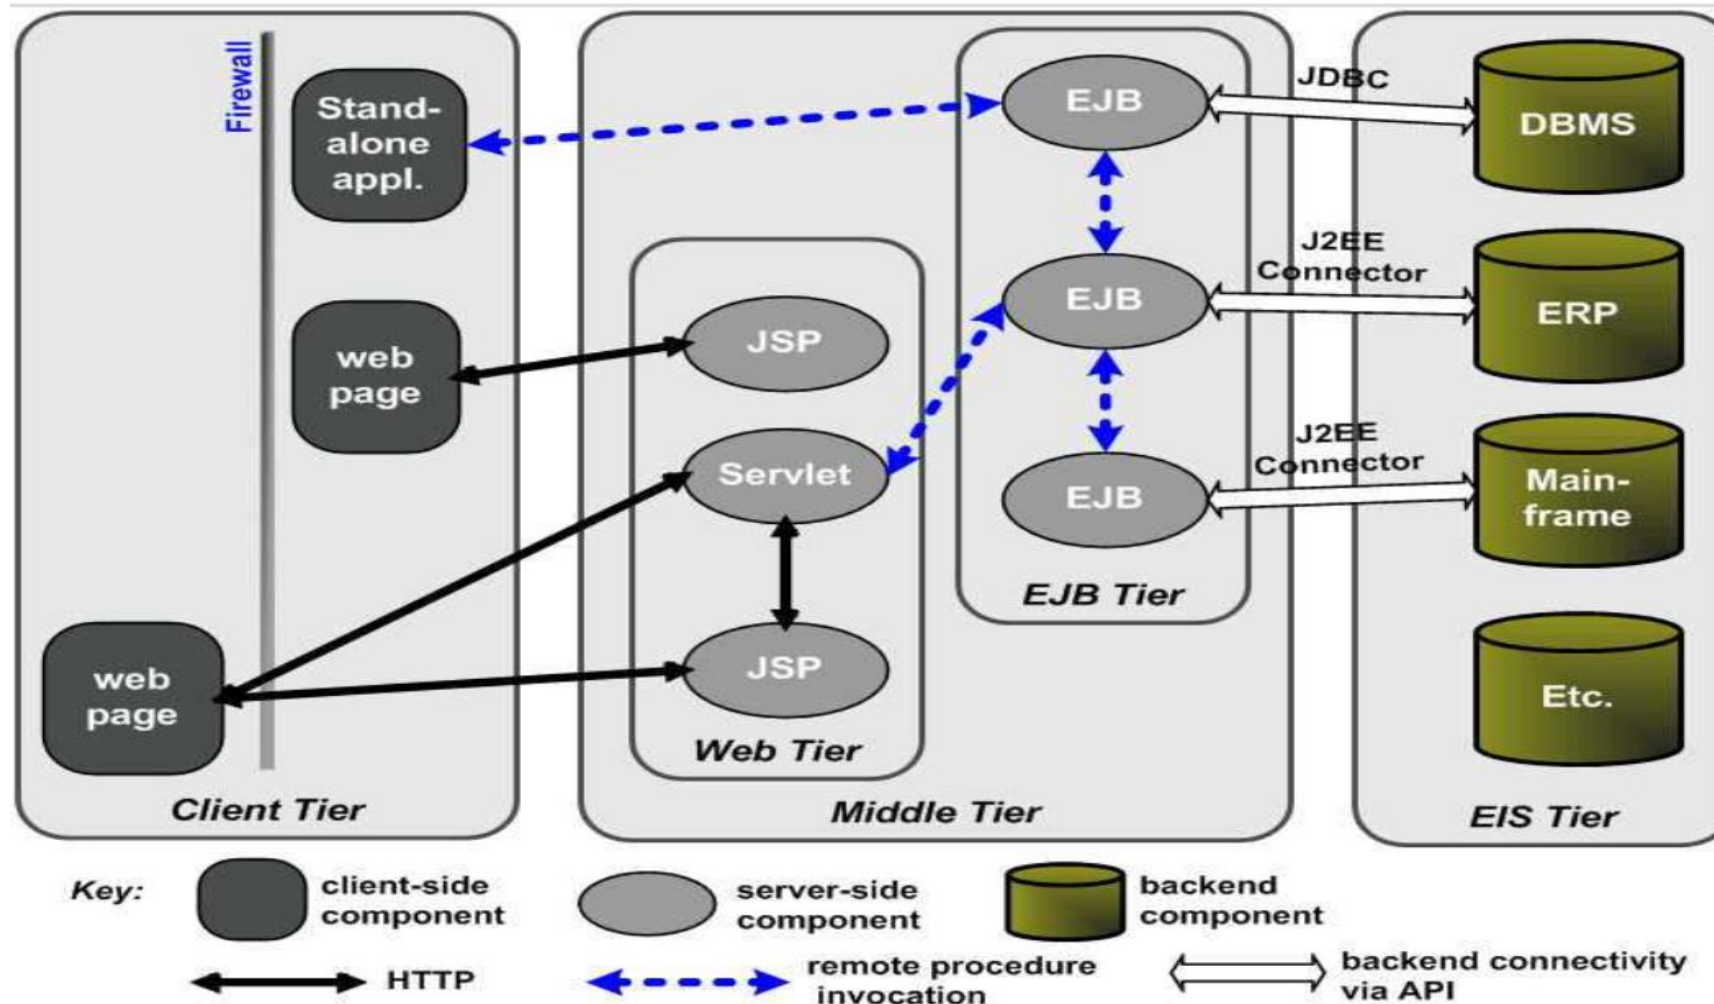 Firewall
Stand-
alone
appl.
web
page
web
page
Client Tier
JSP
Servlet
JSP
Web Tier
EJB
EJB
EJB
EJB Tier
Middle Tier
JDBC
J2EE
Connector
J2EE
Connector
DBMS
ERP
Main-
frame
Etc.
EIS Tier
Key:
client-side
component
server-side
component
backend
component
HTTP
remote procedure
invocation
backend connectivity
via API